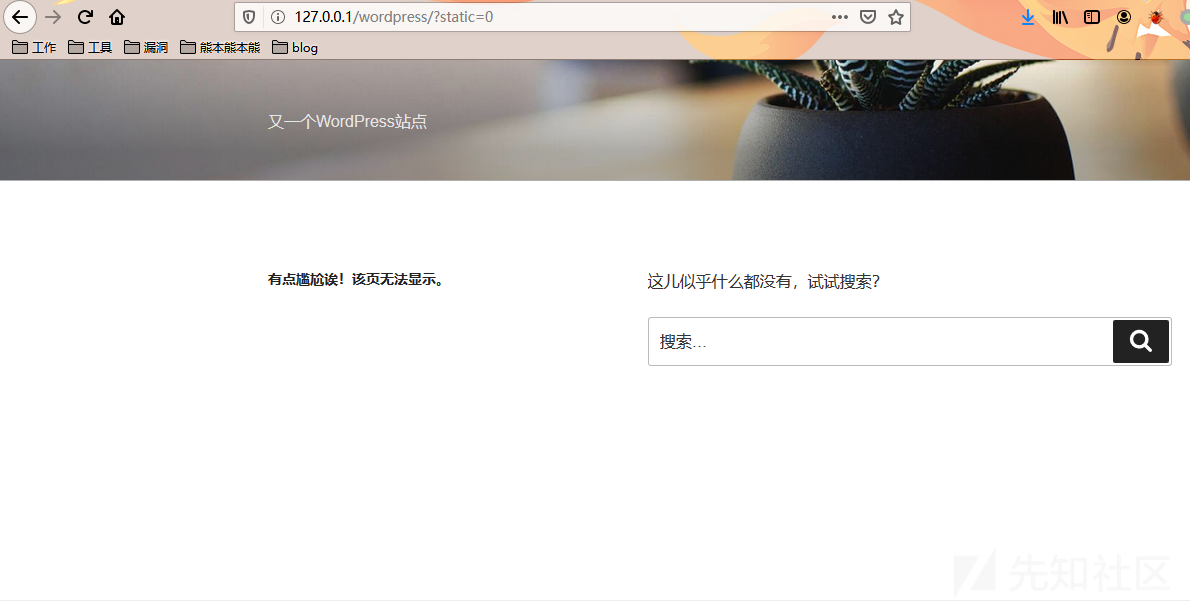 127.0.0.1/wordpress/?static=0
工作 工具 漏洞 熊本熊本能 blog
又一个WordPress站点
有点尴尬诶！该页无法显示。
这儿似乎什么都没有，试试搜索？
搜索…
先知社区